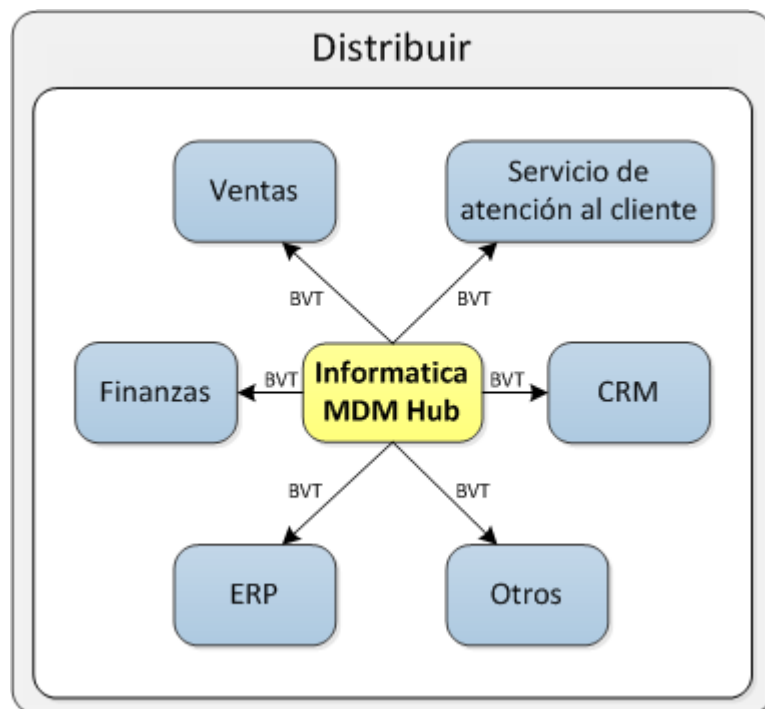 Distribuir
Ventas
Servicio de
atención al cliente
BVT
BVT
Finanzas
BVT
Informatica
MDM Hub
BVT
CRM
BVT
BVT
ERP
Otros